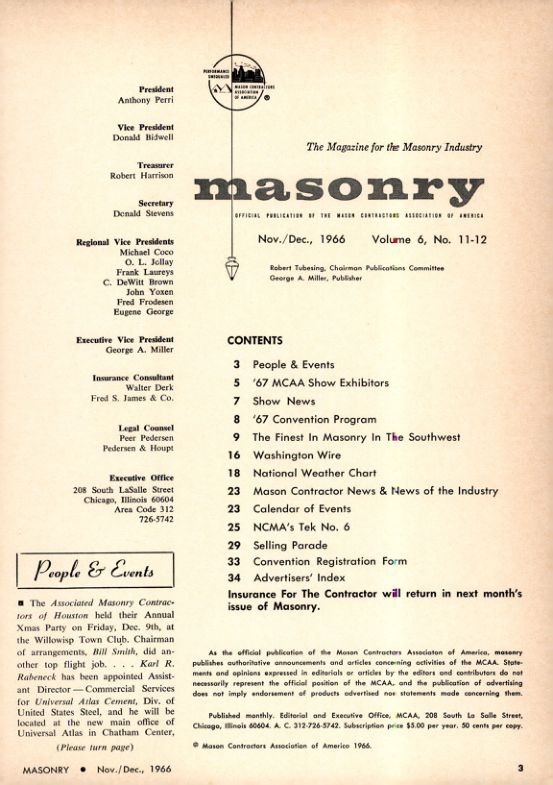 PERFORMANCE
UNEQUALED
MASON CONTRACTORS
ASSOCIATION
OF AMERICA
®
President
Anthony Perri
Vice President
Donald Bidwell
Treasurer
Robert Harrison
Secretary
Donald Stevens
Regional Vice Presidents
Michael Coco
O. L. Jollay
Frank Laureys
C. DeWitt Brown
John Yoxen
Fred Frodesen
Eugene George
Executive Vice President
George A. Miller
Insurance Consultant
Walter Derk
Fred S. James & Co.
Legal Counsel
Peer Pedersen
Pedersen & Houpt
Executive Office
208 South LaSalle Street
Chicago, Illinois 60604
Area Code 312
726-5742
People & Events
■ The Associated Masonry Contrac-
tors of Houston held their Annual
Xmas Party on Friday, Dec. 9th, at
the Willowisp Town Club. Chairman
of arrangements, Bill Smith, did an-
other top flight job. . . . Karl R.
Rabeneck has been appointed Assist-
ant Director — Commercial Services
for Universal Atlas Cement, Div. of
United States Steel, and he will be
located at the new main office of
Universal Atlas in Chatham Center,
(Please turn page)
The Magazine for the Masonry Industry
masonry
OFFICIAL PUBLICATION OF THE MASON CONTRACTORS ASSOCIATION OF AMERICA
Nov./Dec., 1966 Volume 6, No. 11-12
Robert Tubesing, Chairman Publications Committee
George A. Miller, Publisher
CONTENTS
3 People & Events
5 '67 MCAA Show Exhibitors
7 Show News
8 '67 Convention Program
9 The Finest In Masonry In The Southwest
16 Washington Wire
18 National Weather Chart
23 Mason Contractor News & News of the Industry
23 Calendar of Events
25 NCMA's Tek No. 6
29 Selling Parade
33 Convention Registration Form
34 Advertisers' Index
Insurance For The Contractor will return in next month's
issue of Masonry.
As the official publication of the Mason Contractors Associaton of America, masonry
publishes authoritative announcements and articles concerning activities of the MCAA. State-
ments and opinions expressed in editorials or articles by the editors and contributors do not
necessarily represent the official position of the MCAA, and the publication of advertising
does not imply endorsement of products advertised nor statements made concerning them.
Published monthly. Editorial and Executive Office, MCAA, 208 South La Salle Street,
Chicago, Illinois 60604. A. C. 312-726-5742. Subscription price $5.00 per year. 50 cents per copy.
© Mason Contractors Association of America 1966.
MASONRY ● Nov./Dec., 1966 3